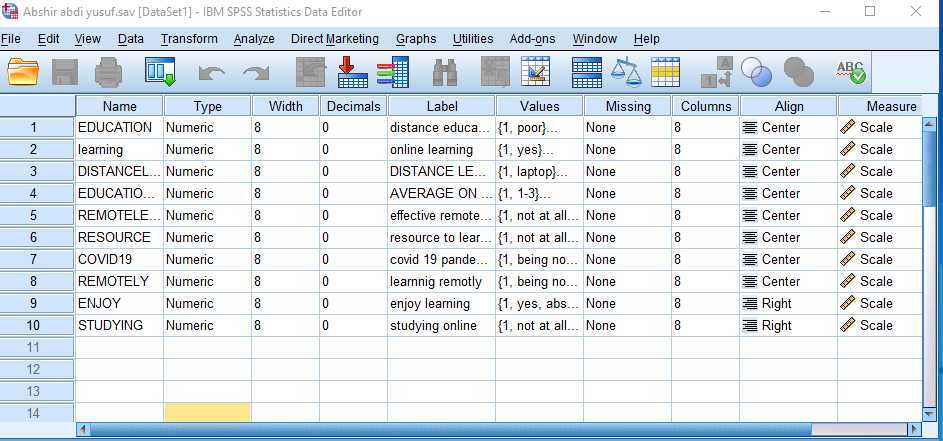 Abshir abdi yusuf.sav [DataSet1] - IBM SPSS Statistics Data Editor
File Edit View Data Transform Analyze Direct Marketing Graphs Utilities Add-ons Window Help
A 14 ABC
Name Type Width Decimals Label Values Missing Columns Align Measure
1 EDUCATION Numeric 8 0 distance educa... {1, poor}... None 8 Center Scale
2 learning Numeric 8 0 online learning {1, yes}... None 8 Center Scale
3 DISTANCEL... Numeric 8 0 DISTANCE LE... {1, laptop}... None 8 Center Scale
4 EDUCATIO... Numeric 8 0 AVERAGE ON ... {1, 1-3}... None 8 Center Scale
5 REMOTELE... Numeric 8 0 effective remote... {1, not at all... None 8 Center Scale
6 RESOURCE Numeric 8 0 resource to lear... {1, not at all... None 8 Center Scale
7 COVID19 Numeric 8 0 covid 19 pande... {1, being no... None 8 Center Scale
8 REMOTELY Numeric 8 0 learnnig remotly {1, being no... None 8 Center Scale
9 ENJOY Numeric 8 0 enjoy learning {1, yes, abs... None 8 Right Scale
10 STUDYING Numeric 8 0 studying online {1, not at all... None 8 Right Scale
11
12
13
14